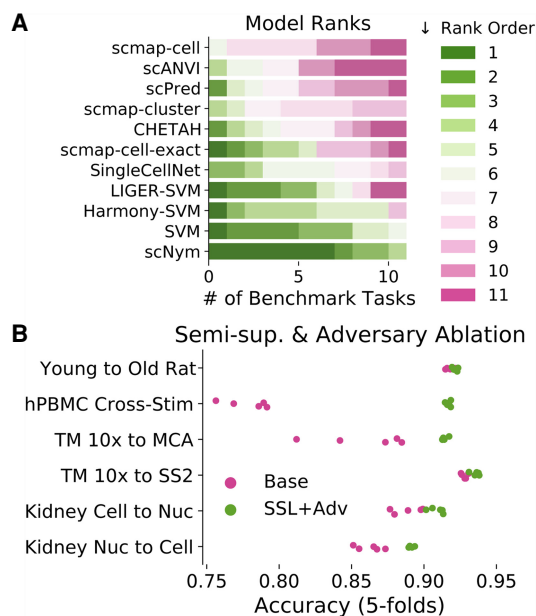 A
Model Ranks
scmap-cell
scANVI
scPred
scmap-cluster
CHETAH
scmap-cell-exact
SingleCellNet
LIGER-SVM
Harmony-SVM
SVM
scNym
0 5 10
# of Benchmark Tasks
↓ Rank Order
1
2
3
4
5
6
7
8
9
10
11
B
Semi-sup. & Adversary Ablation
Young to Old Rat
hPBMC Cross-Stim
TM 10x to MCA
TM 10x to SS2
Kidney Cell to Nuc
Kidney Nuc to Cell
Base
SSL+Adv
0.75 0.80 0.85 0.90 0.95
Accuracy (5-folds)